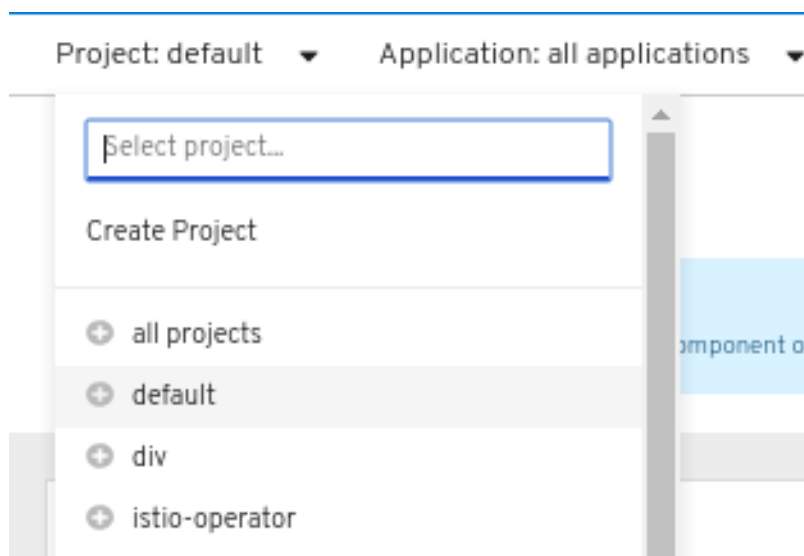 Project: default Application: all applications
Select project...
Create Project
all projects
omponent o
default
div
istio-operator